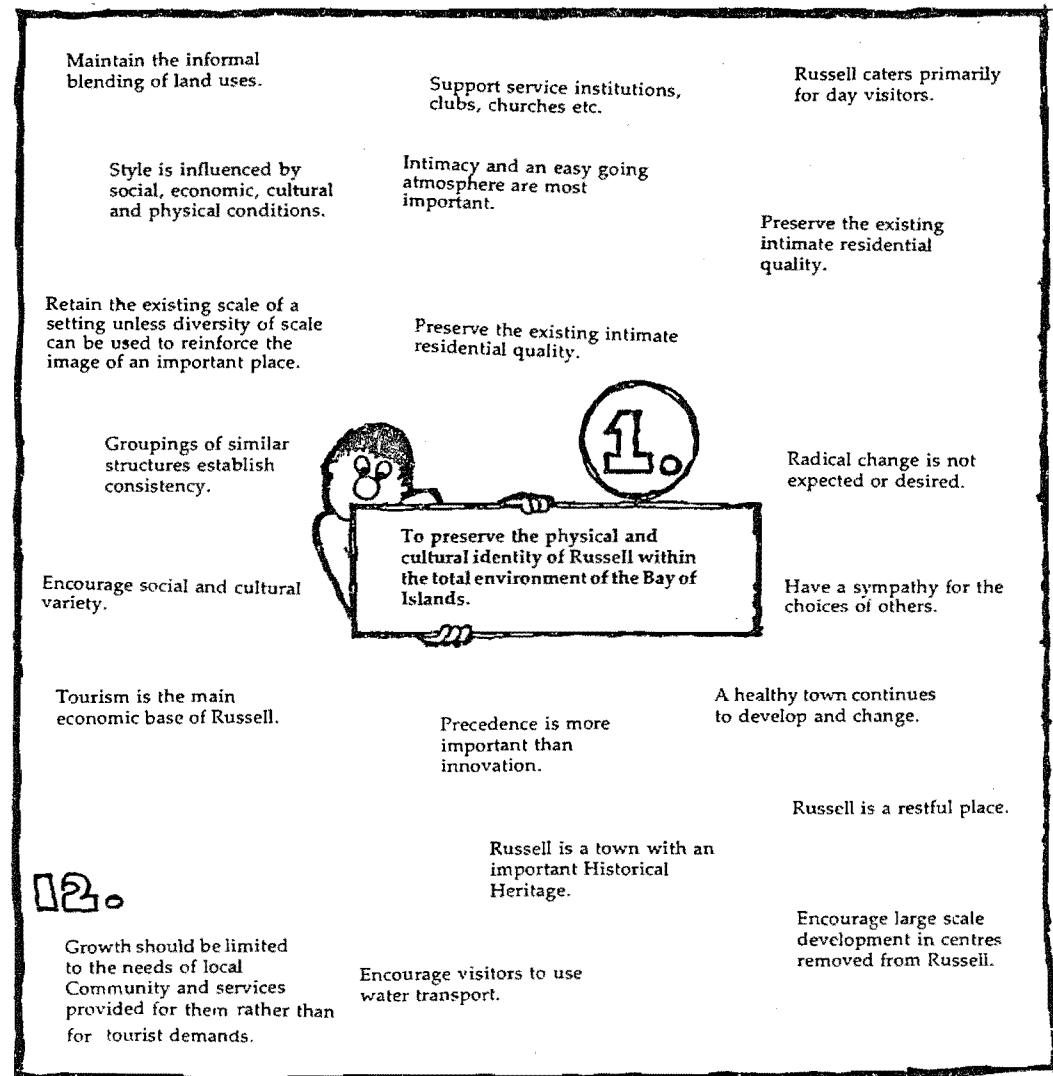 Maintain the informal
blending of land uses.
Support service institutions,
clubs, churches etc.
Russell caters primarily
for day visitors.
Style is influenced by
social, economic, cultural
and physical conditions.
Intimacy and an easy going
atmosphere are most
important.
Preserve the existing
intimate residential
quality.
Retain the existing scale of a
setting unless diversity of scale
can be used to reinforce the
image of an important place.
Preserve the existing intimate
residential quality.
1.
Groupings of similar
structures establish
consistency.
Radical change is not
expected or desired.
To preserve the physical and
cultural identity of Russell within
the total environment of the Bay of
Islands.
Encourage social and cultural
variety.
Have a sympathy for the
choices of others.
Tourism is the main
economic base of Russell.
Precedence is more
important than
innovation.
A healthy town continues
to develop and change.
Russell is a restful place.
Russell is a town with an
important Historical
Heritage.
12.
Growth should be limited
to the needs of local
Community and services
provided for them rather than
for tourist demands.
Encourage visitors to use
water transport.
Encourage large scale
development in centres
removed from Russell.